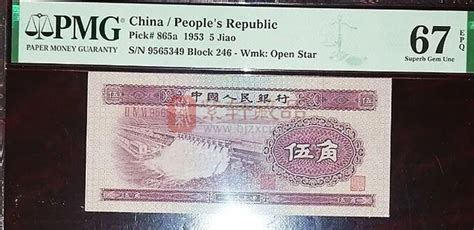 PMG
PAPER MONEY GUARANTY
China / People's Republic
Pick# 865a 1953 5 Jiao
S/N 9565349 Block 246 - Wmk: Open Star
67 EPQ
Superb Gem Unc
中國人民銀行
伍角